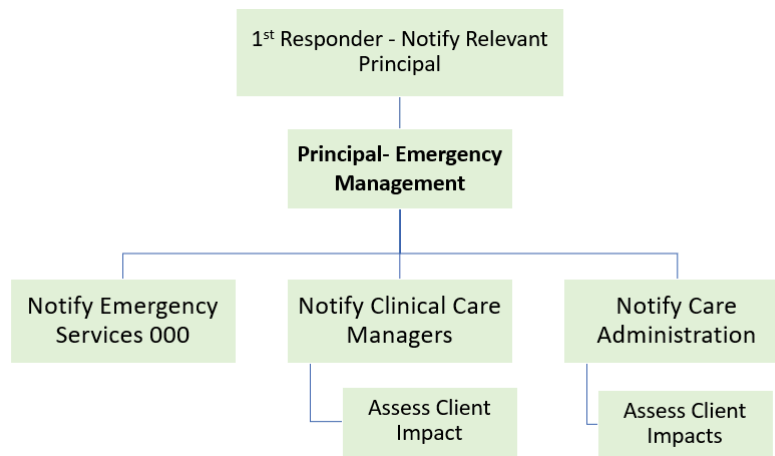 1st Responder - Notify Relevant
Principal
Principal- Emergency
Management
Notify Emergency
Services 000
Notify Clinical Care
Managers
Notify Care
Administration
Assess Client
Impact
Assess Client
Impacts